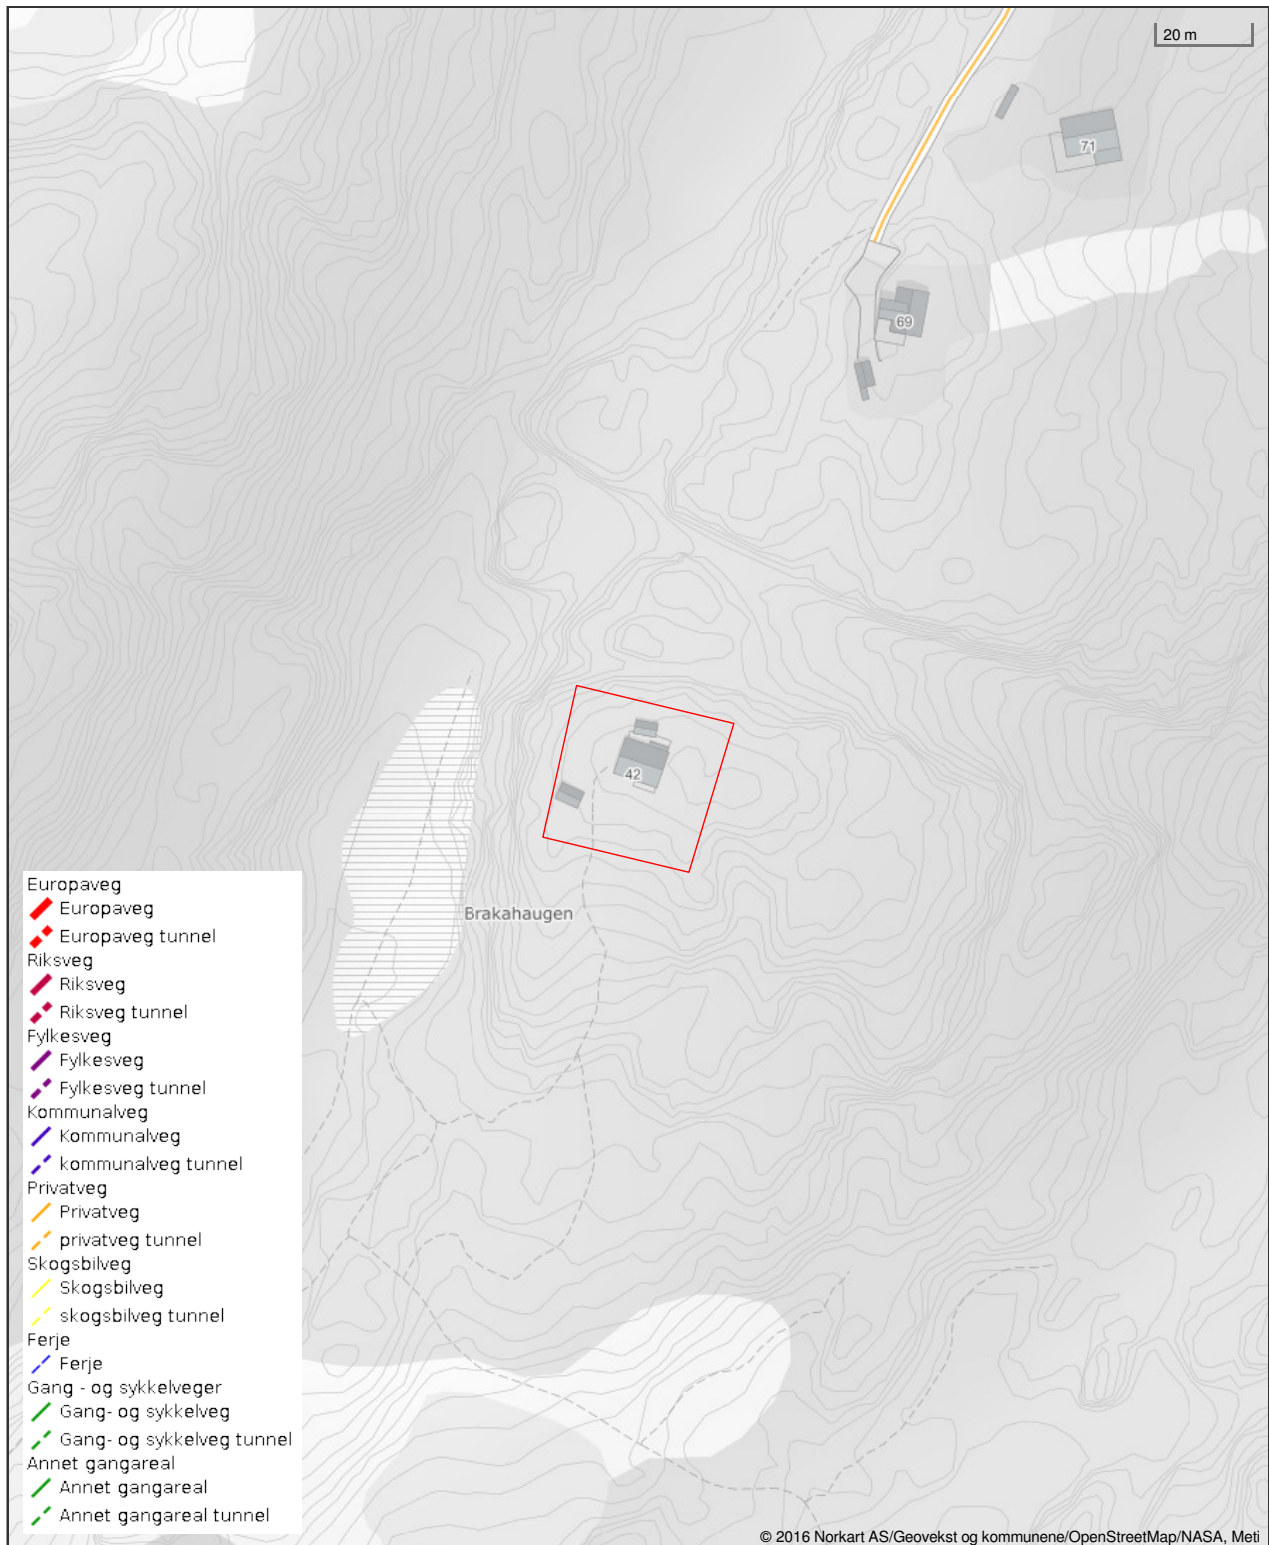 20 m
71
69
42
Brakahaugen
Europaveg
Europaveg
Europaveg tunnel
Riksveg
Riksveg
Riksveg tunnel
Fylkesveg
Fylkesveg
Fylkesveg tunnel
Kommunalveg
Kommunalveg
kommunalveg tunnel
Privatveg
Privatveg
privatveg tunnel
Skogsbilveg
Skogsbilveg
skogsbilveg tunnel
Ferje
Ferje
Gang - og sykkelveger
Gang- og sykkelveg
Gang- og sykkelveg tunnel
Annet gangareal
Annet gangareal
Annet gangareal tunnel
© 2016 Norkart AS/Geovekst og kommunene/OpenStreetMap/NASA, Meti